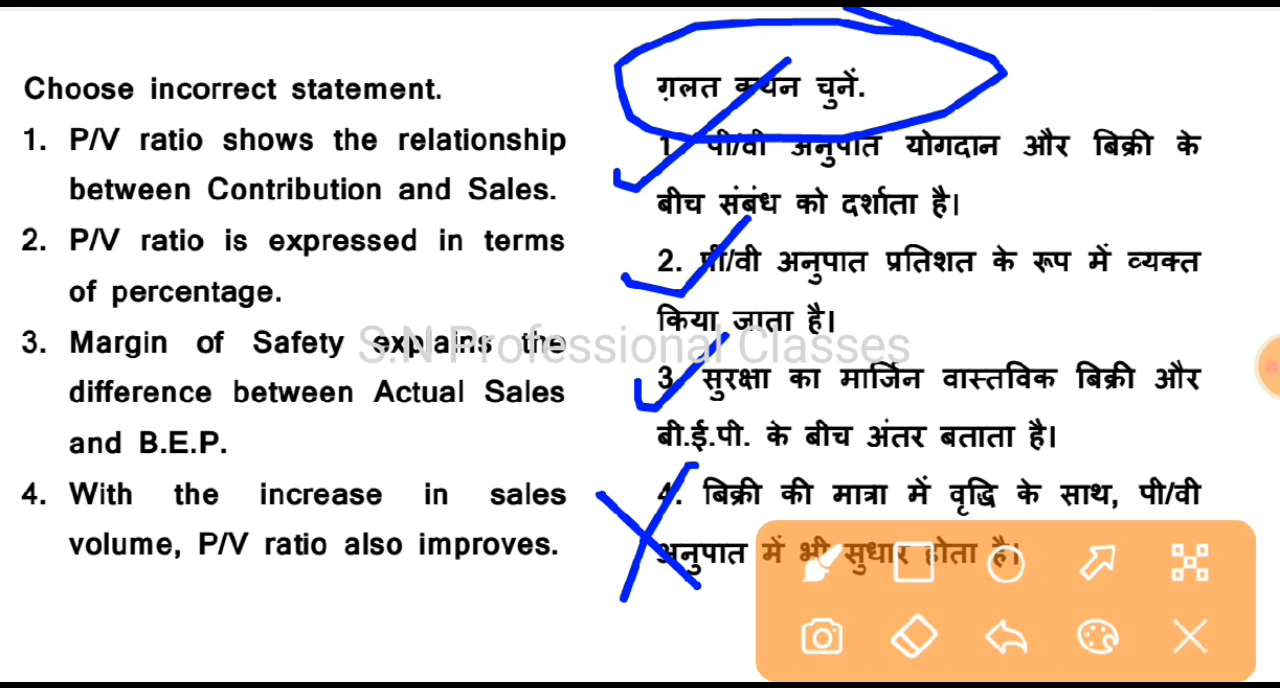 Choose incorrect statement.
1. P/V ratio shows the relationship
between Contribution and Sales.
2. P/V ratio is expressed in terms
of percentage.
3. Margin of Safety explains the
difference between Actual Sales
and B.E.P.
4. With the increase in sales
volume, P/V ratio also improves.
ग़लत कथन चुनें.
1. पी/वी अनुपात योगदान और बिक्री के
बीच संबंध को दर्शाता है।
2. पी/वी अनुपात प्रतिशत के रूप में व्यक्त
किया जाता है।
3. सुरक्षा का मार्जिन वास्तविक बिक्री और
बी.ई.पी. के बीच अंतर बताता है।
4. बिक्री की मात्रा में वृद्धि के साथ, पी/वी
अनुपात में भी सुधार होता है।
S.N Professional Classes